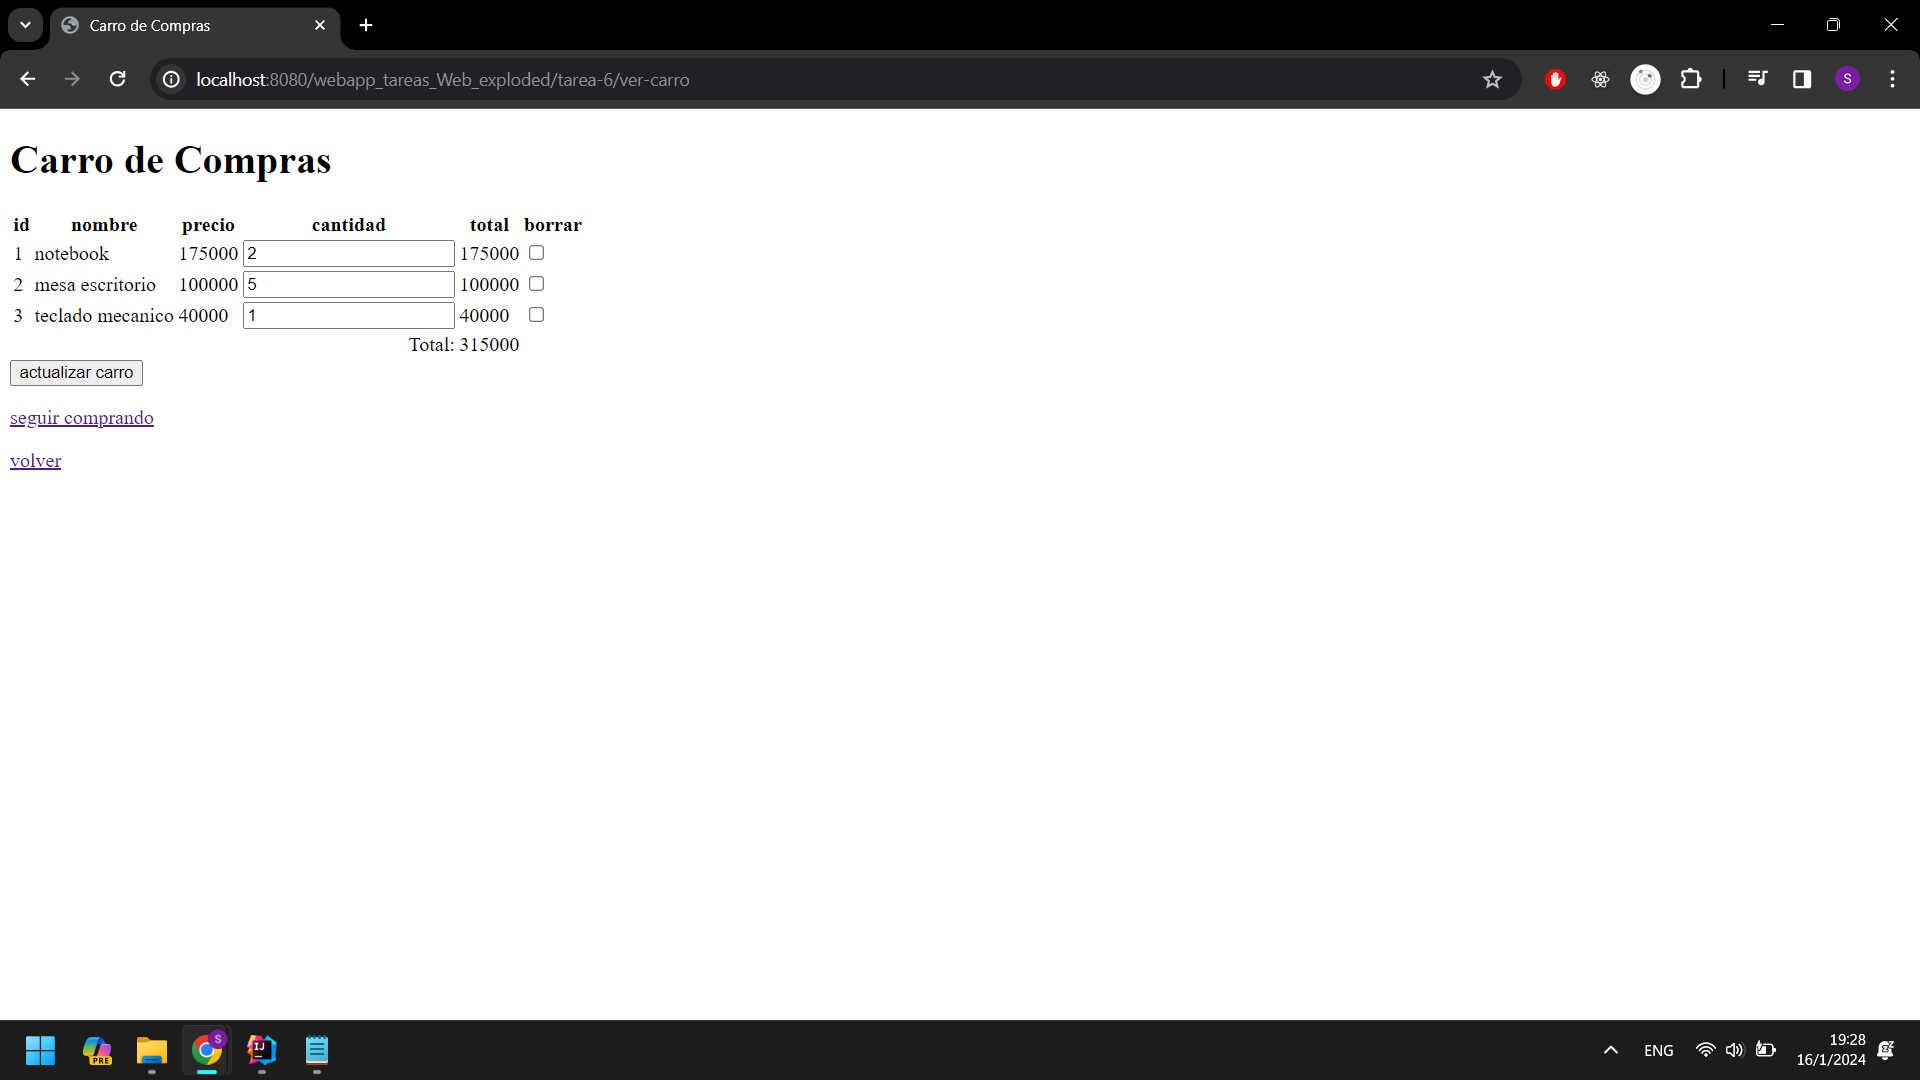 Carro de Compras
localhost:8080/webapp_tareas_Web_exploded/tarea-6/ver-carro
S
Carro de Compras
id nombre precio cantidad total borrar
1 notebook 175000 2 175000
2 mesa escritorio 100000 5 100000
3 teclado mecanico 40000 1 40000
Total: 315000
actualizar carro
seguir comprando
volver
PRE
S
IJ
ENG
19:28
16/1/2024